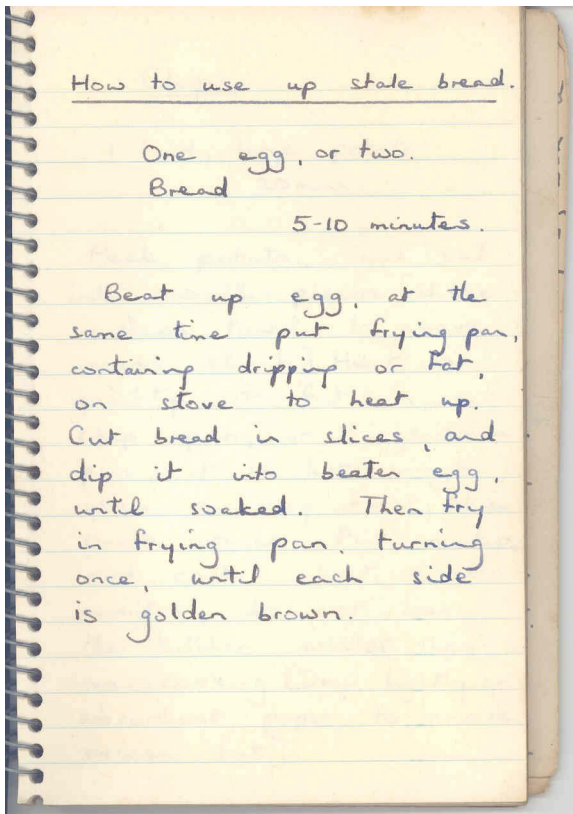 How to use up stale bread.
One egg, or two.
Bread
5-10 minutes.
Beat up egg, at the
same time put frying pan,
containing dripping or fat,
on stove to heat up.
Cut bread in slices, and
dip it into beaten egg,
until soaked. Then fry
in frying pan, turning
once, until each side
is golden brown.